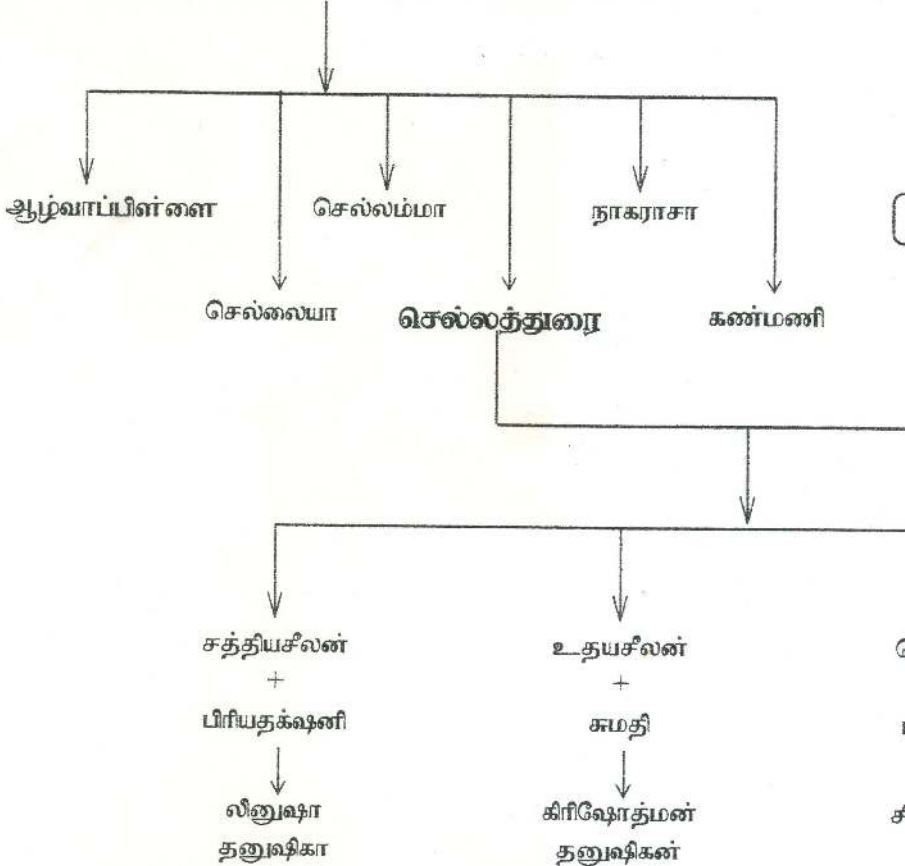 ஆழ்வாப்பிள்ளை செல்லம்மா நாகராசா
செல்லையா செல்லத்துரை கண்மணி
சத்தியசீலன் உதயசீலன்
+ +
பிரியதக்‌ஷனி சுமதி
லினுஷா கிரிஷோத்மன்
தனுஷிகா தனுஷிகன்